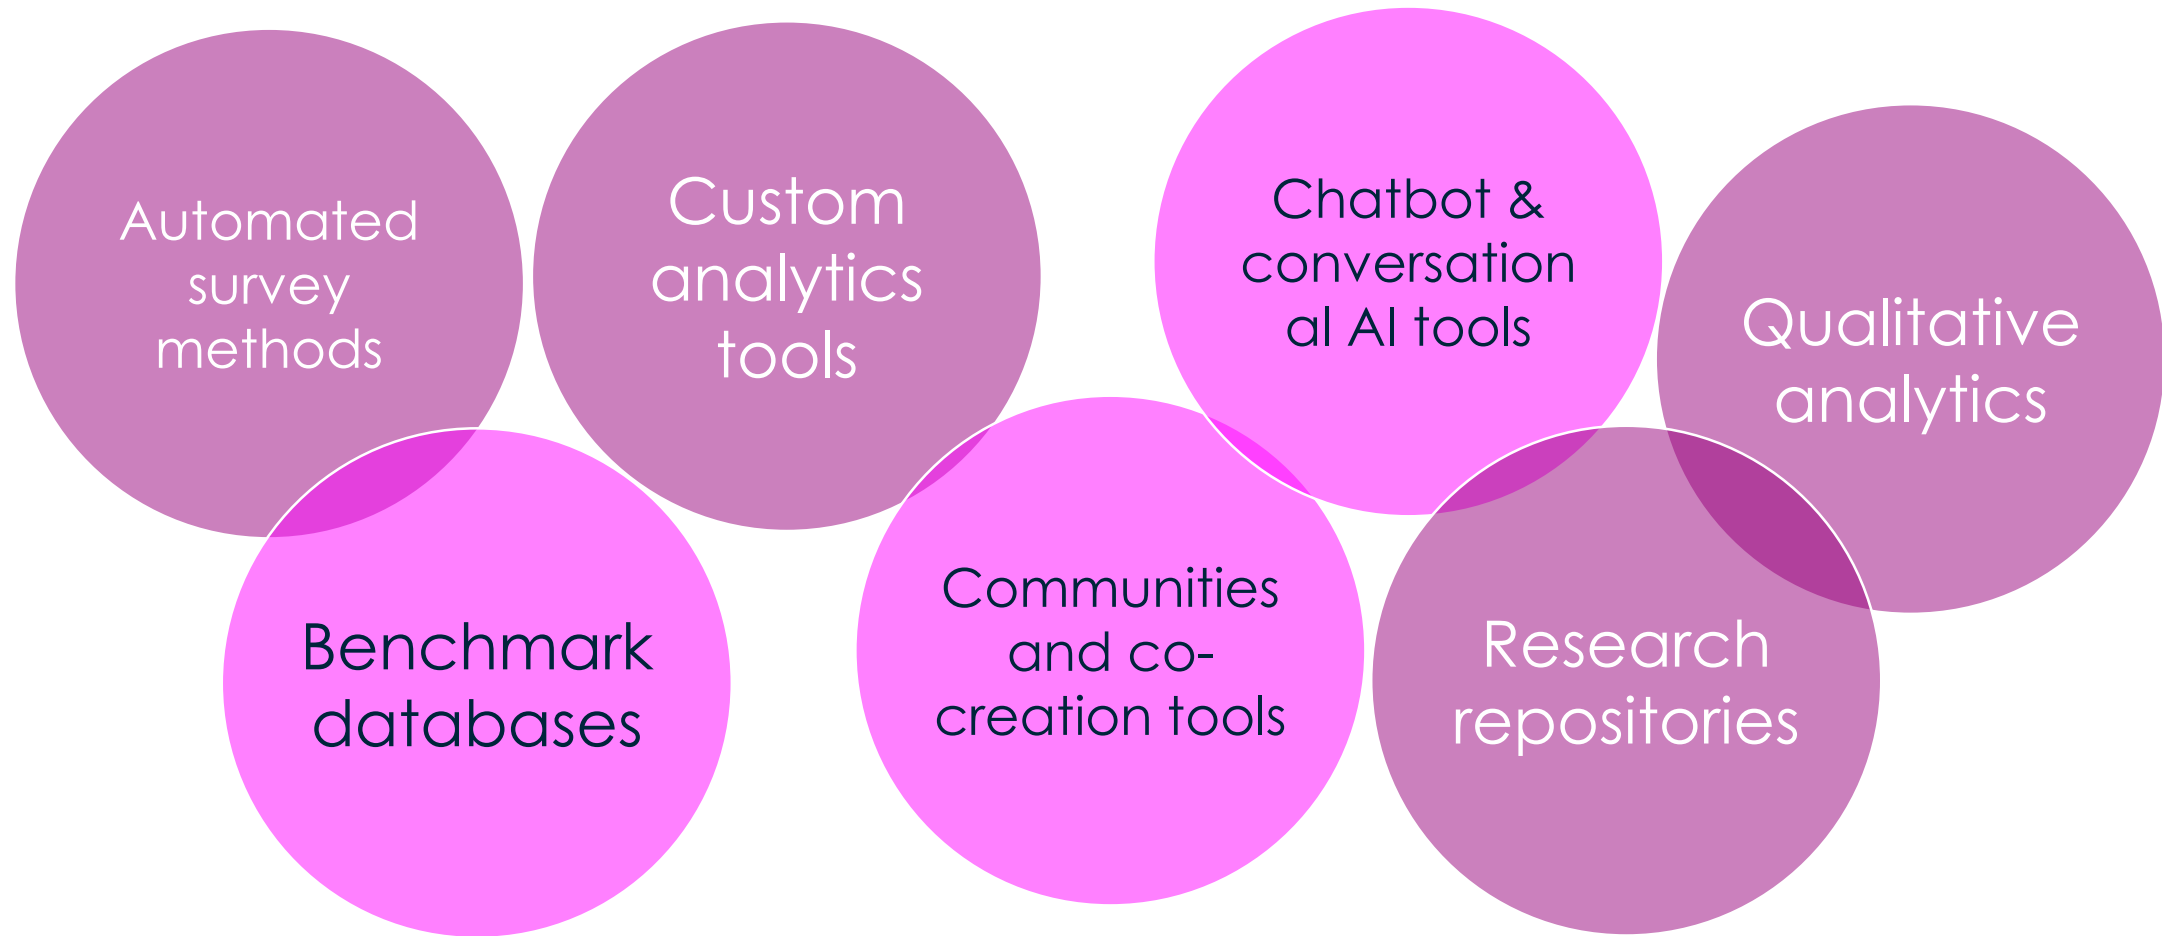 Automated
survey
methods
Custom
analytics
tools
Chatbot &
conversation
al AI tools
Qualitative
analytics
Benchmark
databases
Communities
and co-
creation tools
Research
repositories